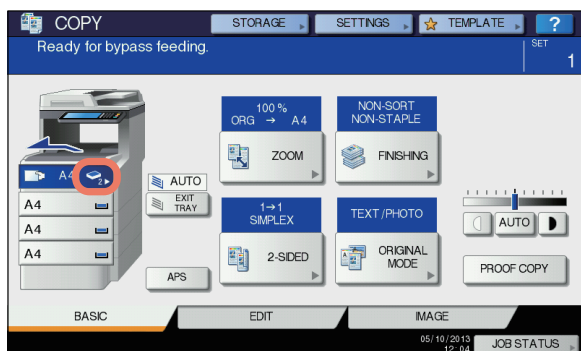 COPY
STORAGE
SETTINGS
TEMPLATE
?
Ready for bypass feeding.
SET
1
100 %
ORG → A4
ZOOM
NON-SORT
NON-STAPLE
FINISHING
A4
2
A4
A4
A4
AUTO
EXIT
TRAY
APS
1→1
SIMPLEX
2-SIDED
TEXT/PHOTO
ORIGINAL
MODE
AUTO
PROOF COPY
BASIC
EDIT
IMAGE
05/10/2013
12:04
JOB STATUS